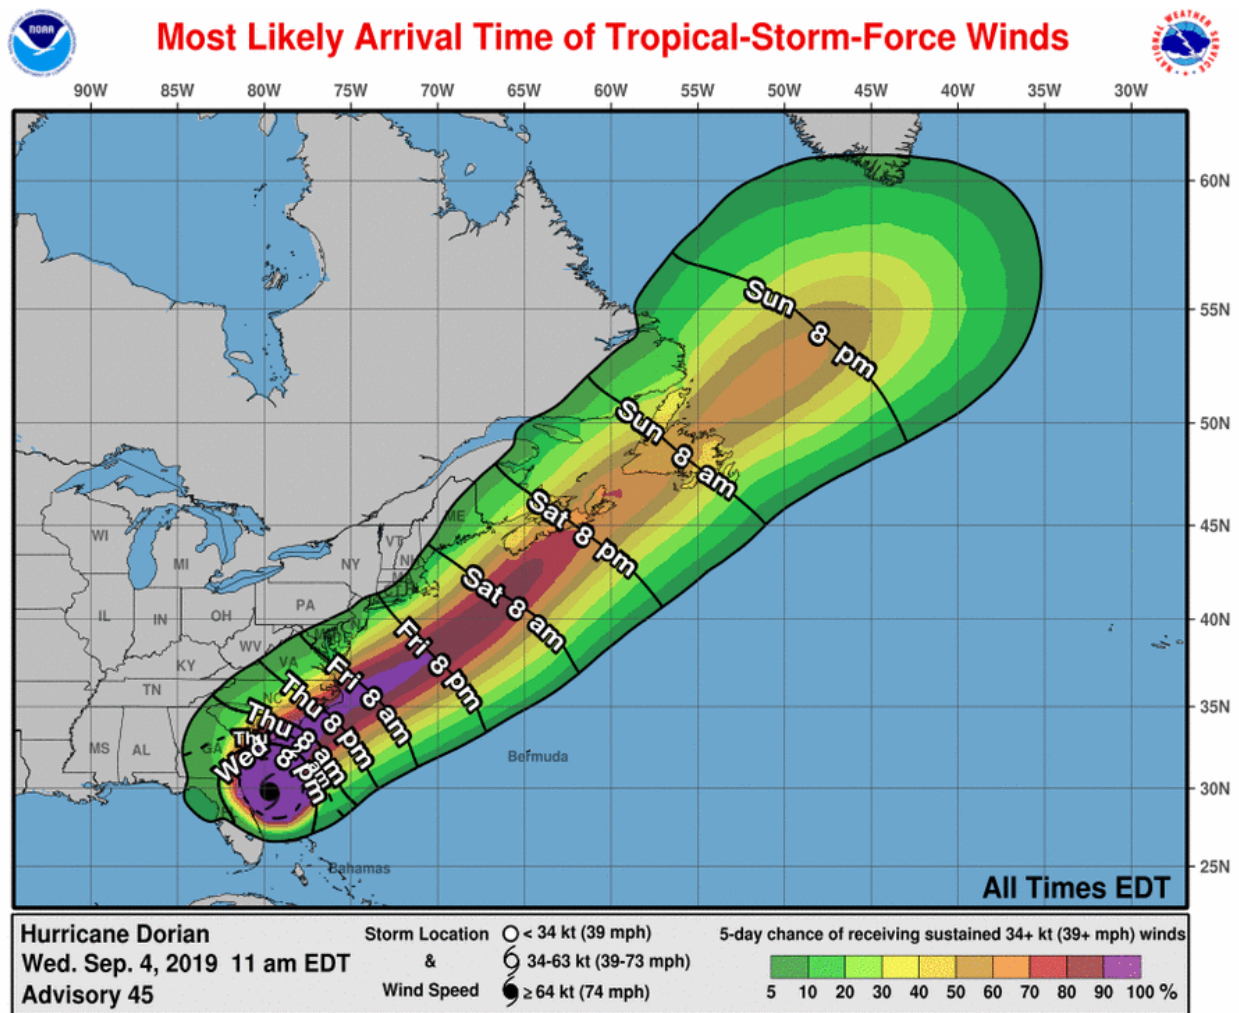 NOAA
Most Likely Arrival Time of Tropical-Storm-Force Winds
NATIONAL WEATHER SERVICE
90W 85W 80W 75W 70W 65W 60W 55W 50W 45W 40W 35W 30W
60N
55N
50N
45N
40N
35N
30N
25N
Sun 8 pm
Sun 8 am
Sat 8 pm
Sat 8 am
Fri 8 pm
Fri 8 am
Thu 8 pm
Thu 8 am
Thu am
Wed 8 pm
ME
VT
WI
MI
NY
IL
IN
OH
PA
WV
VA
KY
TN
NC
MS
AL
GA
Bermuda
Bahamas
All Times EDT
Hurricane Dorian
Wed. Sep. 4, 2019 11 am EDT
Advisory 45
Storm Location
&
Wind Speed
< 34 kt (39 mph)
34-63 kt (39-73 mph)
≥ 64 kt (74 mph)
5-day chance of receiving sustained 34+ kt (39+ mph) winds
5 10 20 30 40 50 60 70 80 90 100 %